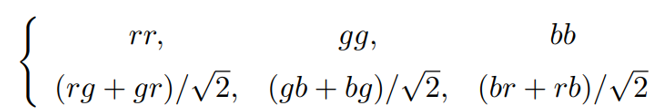 rr, gg, bb
(rg + gr)/√2, (gb + bg)/√2, (br + rb)/√2